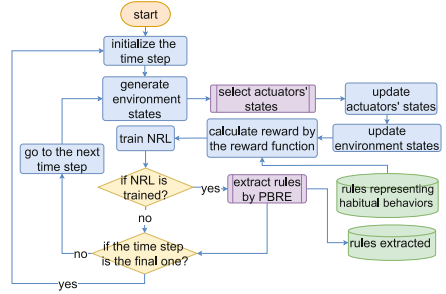 start
initialize the
time step
generate
environment
states
select actuators'
states
update
actuators' states
update
environment states
calculate reward by
the reward function
train NRL
go to the next
time step
if NRL is
trained?
yes
extract rules
by PBRE
rules representing
habitual behaviors
no
rules extracted
if the time step
is the final one?
no
yes